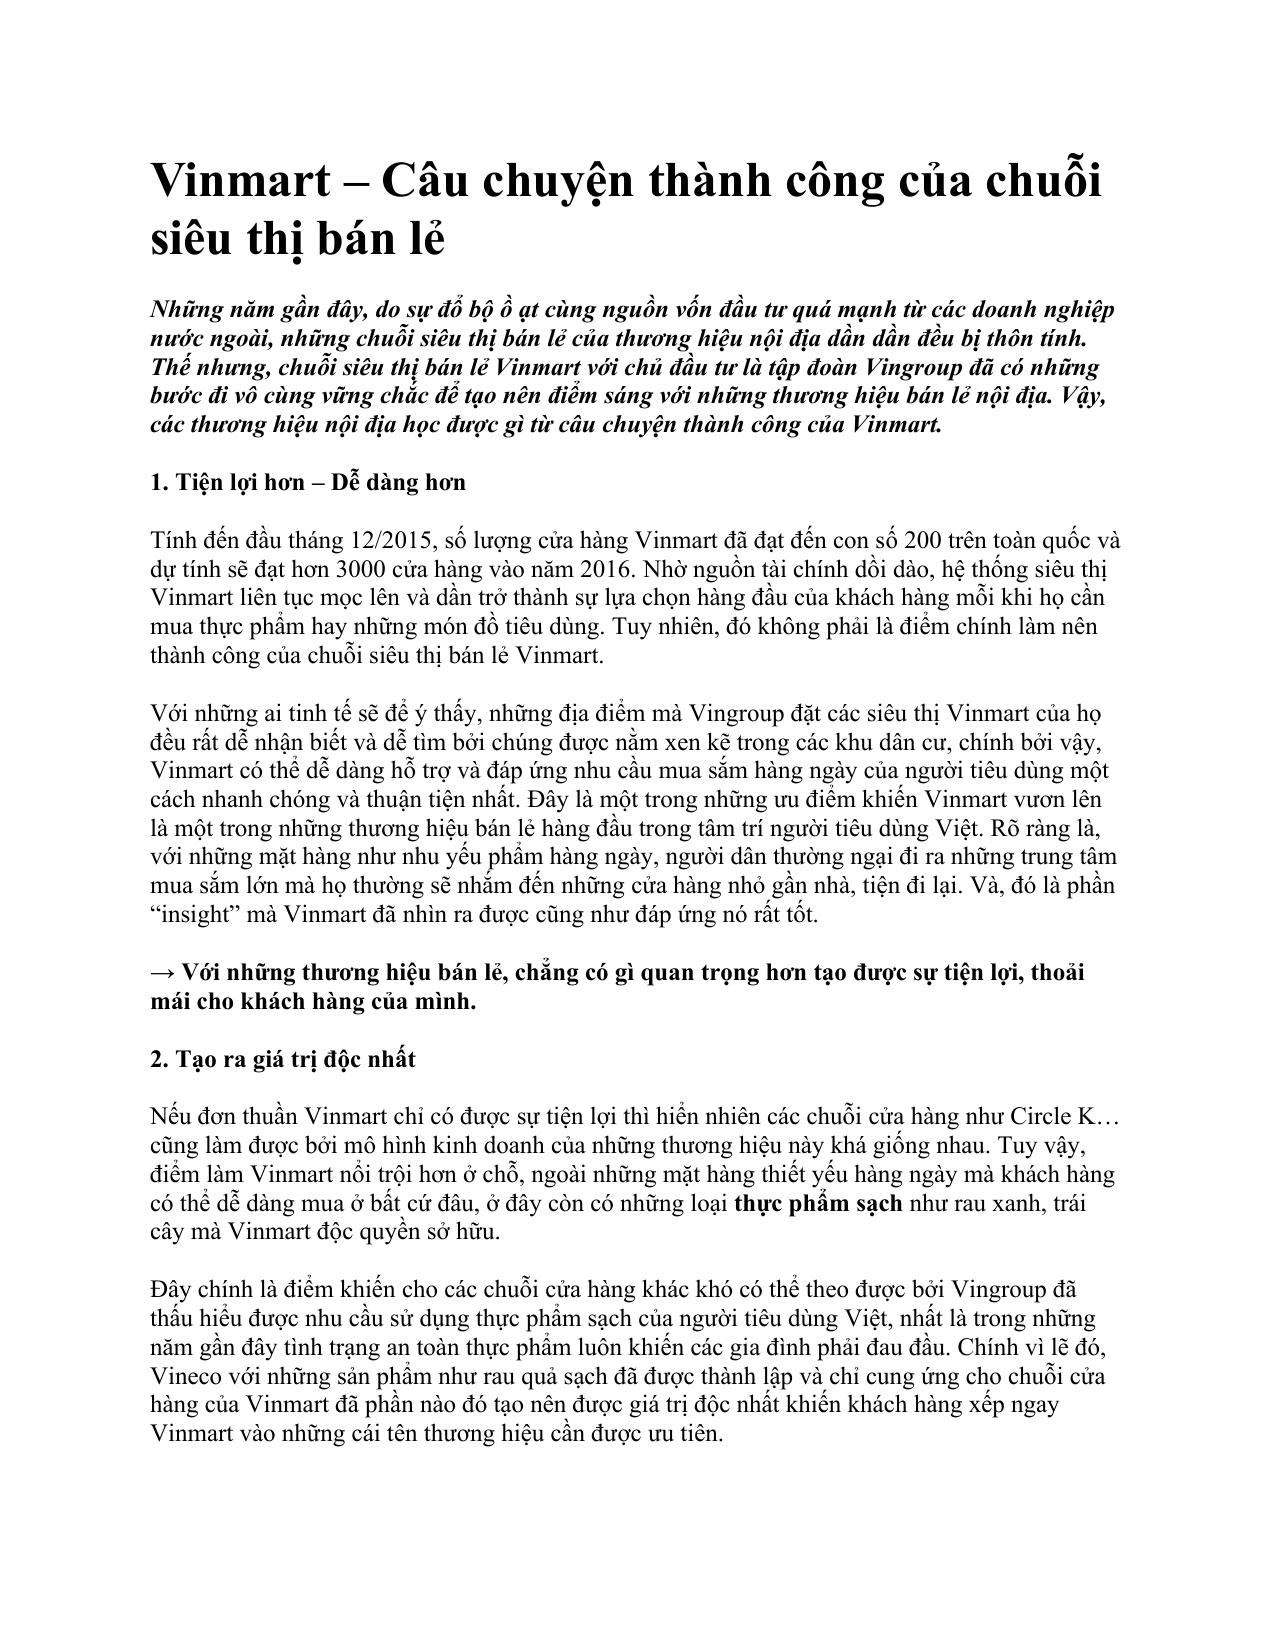 Vinmart – Câu chuyện thành công của chuỗi
siêu thị bán lẻ
Những năm gần đây, do sự đổ bộ ồ ạt cùng nguồn vốn đầu tư quá mạnh từ các doanh nghiệp
nước ngoài, những chuỗi siêu thị bán lẻ của thương hiệu nội địa dần dần đều bị thôn tính.
Thế nhưng, chuỗi siêu thị bán lẻ Vinmart với chủ đầu tư là tập đoàn Vingroup đã có những
bước đi vô cùng vững chắc để tạo nên điểm sáng với những thương hiệu bán lẻ nội địa. Vậy,
các thương hiệu nội địa học được gì từ câu chuyện thành công của Vinmart.
1. Tiện lợi hơn – Dễ dàng hơn
Tính đến đầu tháng 12/2015, số lượng cửa hàng Vinmart đã đạt đến con số 200 trên toàn quốc và
dự tính sẽ đạt hơn 3000 cửa hàng vào năm 2016. Nhờ nguồn tài chính dồi dào, hệ thống siêu thị
Vinmart liên tục mọc lên và dần trở thành sự lựa chọn hàng đầu của khách hàng mỗi khi họ cần
mua thực phẩm hay những món đồ tiêu dùng. Tuy nhiên, đó không phải là điểm chính làm nên
thành công của chuỗi siêu thị bán lẻ Vinmart.
Với những ai tinh tế sẽ để ý thấy, những địa điểm mà Vingroup đặt các siêu thị Vinmart của họ
đều rất dễ nhận biết và dễ tìm bởi chúng được nằm xen kẽ trong các khu dân cư, chính bởi vậy,
Vinmart có thể dễ dàng hỗ trợ và đáp ứng nhu cầu mua sắm hàng ngày của người tiêu dùng một
cách nhanh chóng và thuận tiện nhất. Đây là một trong những ưu điểm khiến Vinmart vươn lên
là một trong những thương hiệu bán lẻ hàng đầu trong tâm trí người tiêu dùng Việt. Rõ ràng là,
với những mặt hàng như nhu yếu phẩm hàng ngày, người dân thường ngại đi ra những trung tâm
mua sắm lớn mà họ thường sẽ nhắm đến những cửa hàng nhỏ gần nhà, tiện đi lại. Và, đó là phần
“insight” mà Vinmart đã nhìn ra được cũng như đáp ứng nó rất tốt.
→ Với những thương hiệu bán lẻ, chẳng có gì quan trọng hơn tạo được sự tiện lợi, thoải
mái cho khách hàng của mình.
2. Tạo ra giá trị độc nhất
Nếu đơn thuần Vinmart chỉ có được sự tiện lợi thì hiển nhiên các chuỗi cửa hàng như Circle K…
cũng làm được bởi mô hình kinh doanh của những thương hiệu này khá giống nhau. Tuy vậy,
điểm làm Vinmart nổi trội hơn ở chỗ, ngoài những mặt hàng thiết yếu hàng ngày mà khách hàng
có thể dễ dàng mua ở bất cứ đâu, ở đây còn có những loại thực phẩm sạch như rau xanh, trái
cây mà Vinmart độc quyền sở hữu.
Đây chính là điểm khiến cho các chuỗi cửa hàng khác khó có thể theo được bởi Vingroup đã
thấu hiểu được nhu cầu sử dụng thực phẩm sạch của người tiêu dùng Việt, nhất là trong những
năm gần đây tình trạng an toàn thực phẩm luôn khiến các gia đình phải đau đầu. Chính vì lẽ đó,
Vineco với những sản phẩm như rau quả sạch đã được thành lập và chỉ cung ứng cho chuỗi cửa
hàng của Vinmart đã phần nào đó tạo nên được giá trị độc nhất khiến khách hàng xếp ngay
Vinmart vào những cái tên thương hiệu cần được ưu tiên.